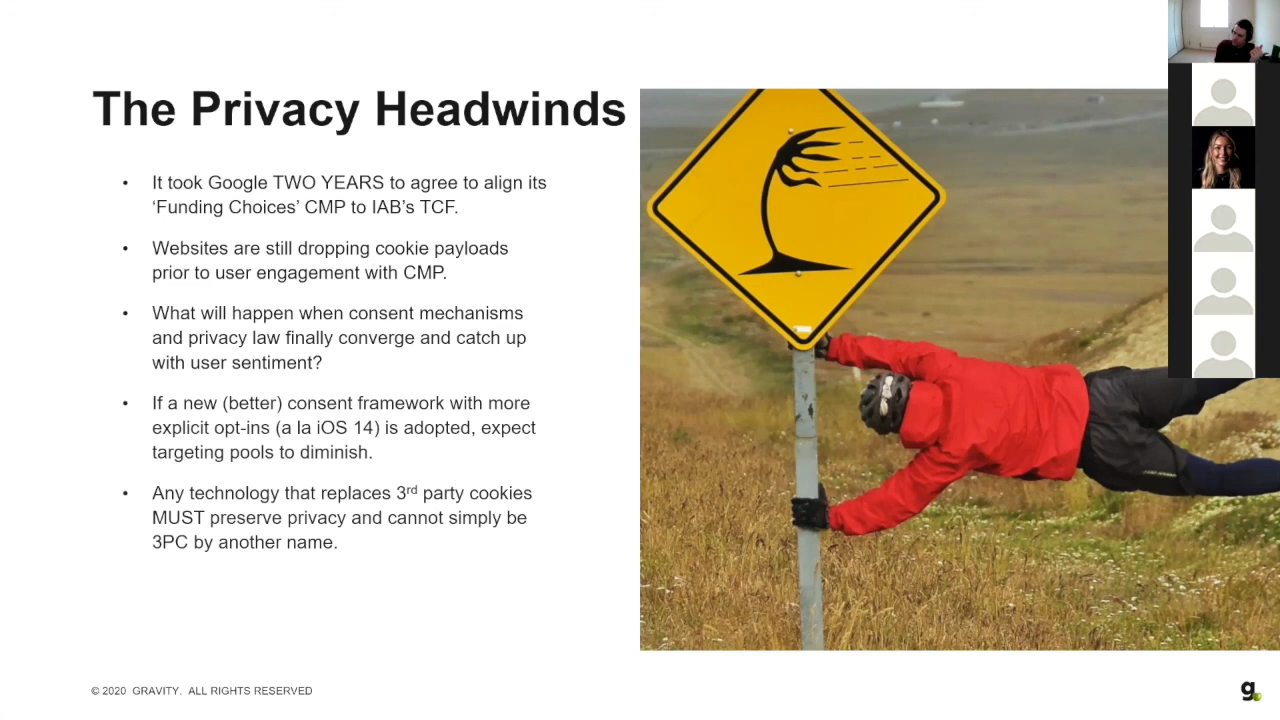 The Privacy Headwinds
• It took Google TWO YEARS to agree to align its
‘Funding Choices’ CMP to IAB’s TCF.
• Websites are still dropping cookie payloads
prior to user engagement with CMP.
• What will happen when consent mechanisms
and privacy law finally converge and catch up
with user sentiment?
• If a new (better) consent framework with more
explicit opt-ins (a la iOS 14) is adopted, expect
targeting pools to diminish.
• Any technology that replaces 3rd party cookies
MUST preserve privacy and cannot simply be
3PC by another name.
© 2020 GRAVITY. ALL RIGHTS RESERVED
g